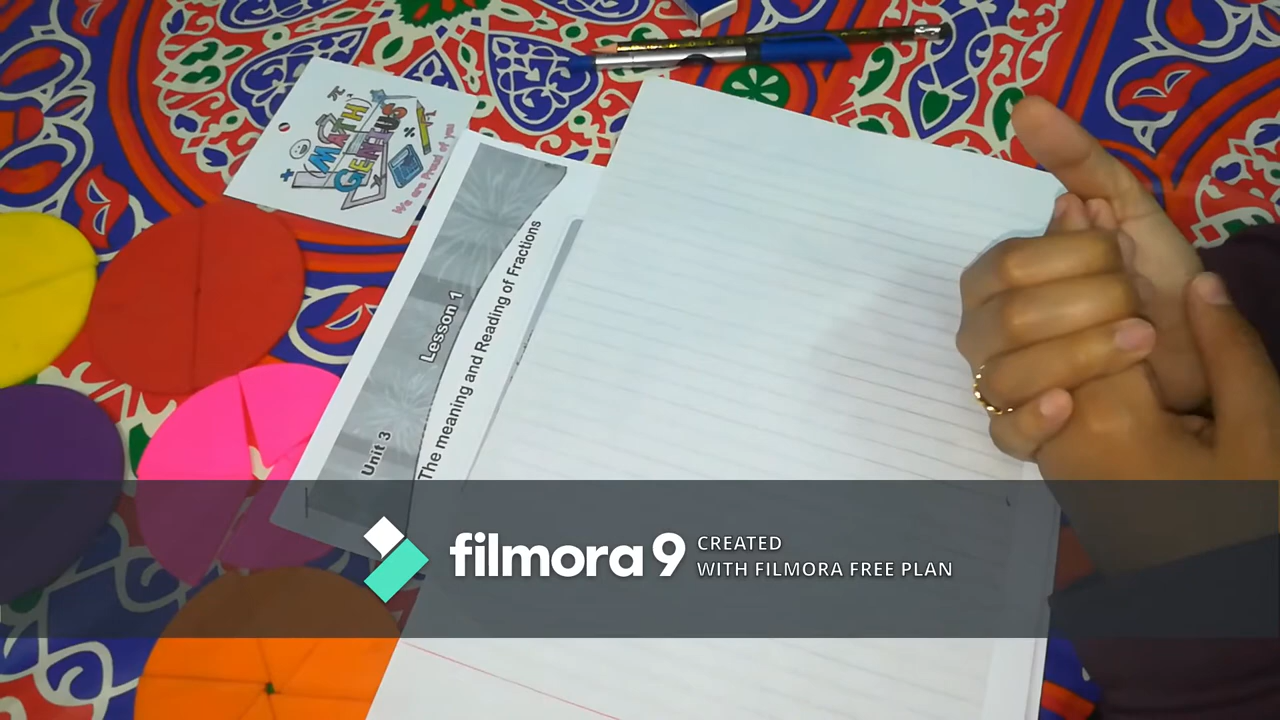 MATH
GENIUS
We are Proud of you
Unit 3
Lesson 1
The meaning and Reading of Fractions
filmora 9
CREATED
WITH FILMORA FREE PLAN